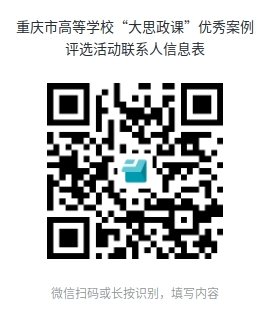 重庆市高等学校“大思政课”优秀案例
评选活动联系人信息表
微信扫码或长按识别，填写内容